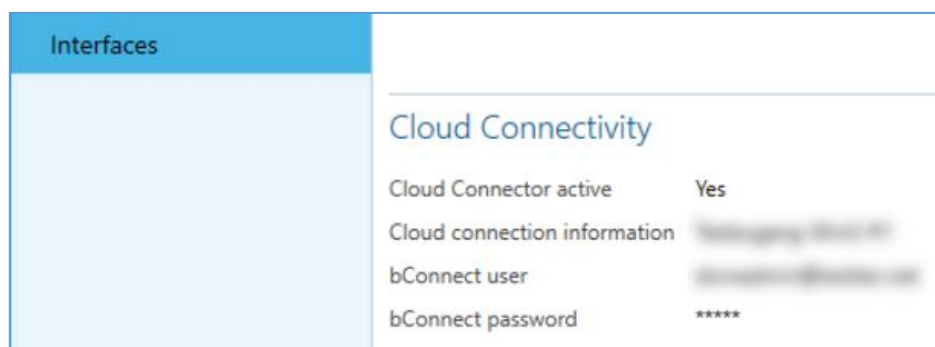 Interfaces
Cloud Connectivity
Cloud Connector active Yes
Cloud connection information
bConnect user
bConnect password *****